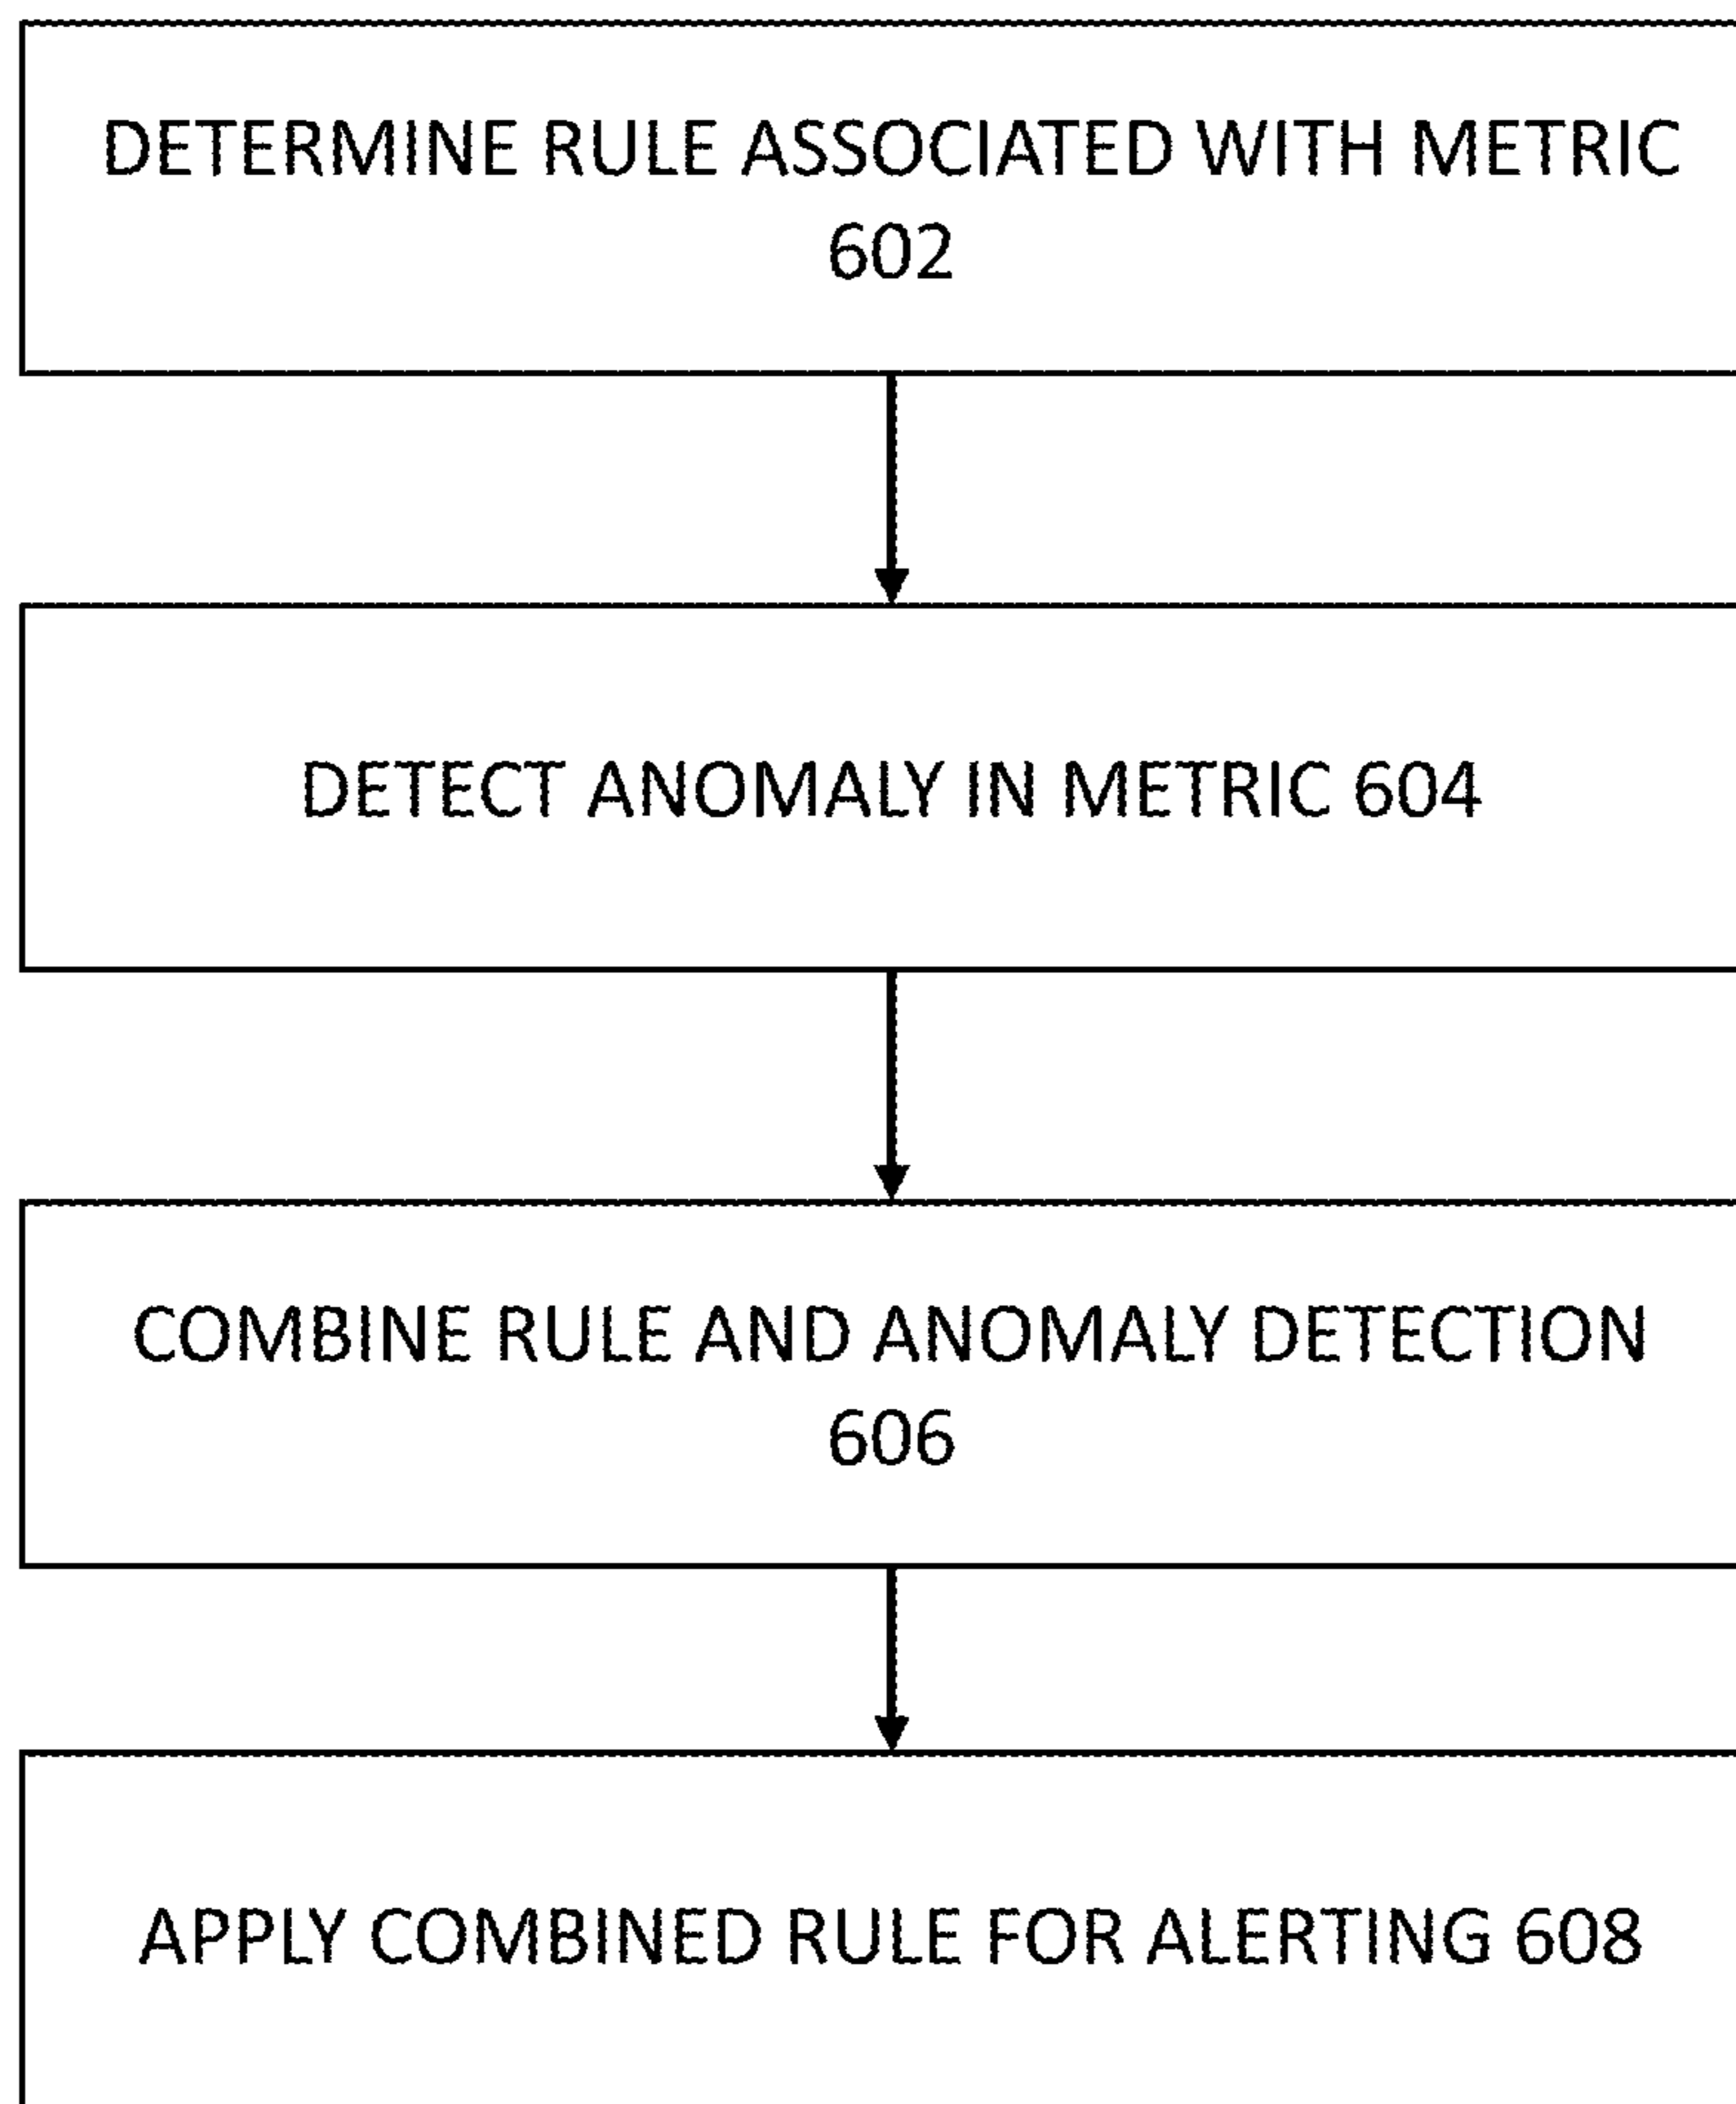 DETERMINE RULE ASSOCIATED WITH METRIC
602
DETECT ANOMALY IN METRIC 604
COMBINE RULE AND ANOMALY DETECTION
606
APPLY COMBINED RULE FOR ALERTING 608